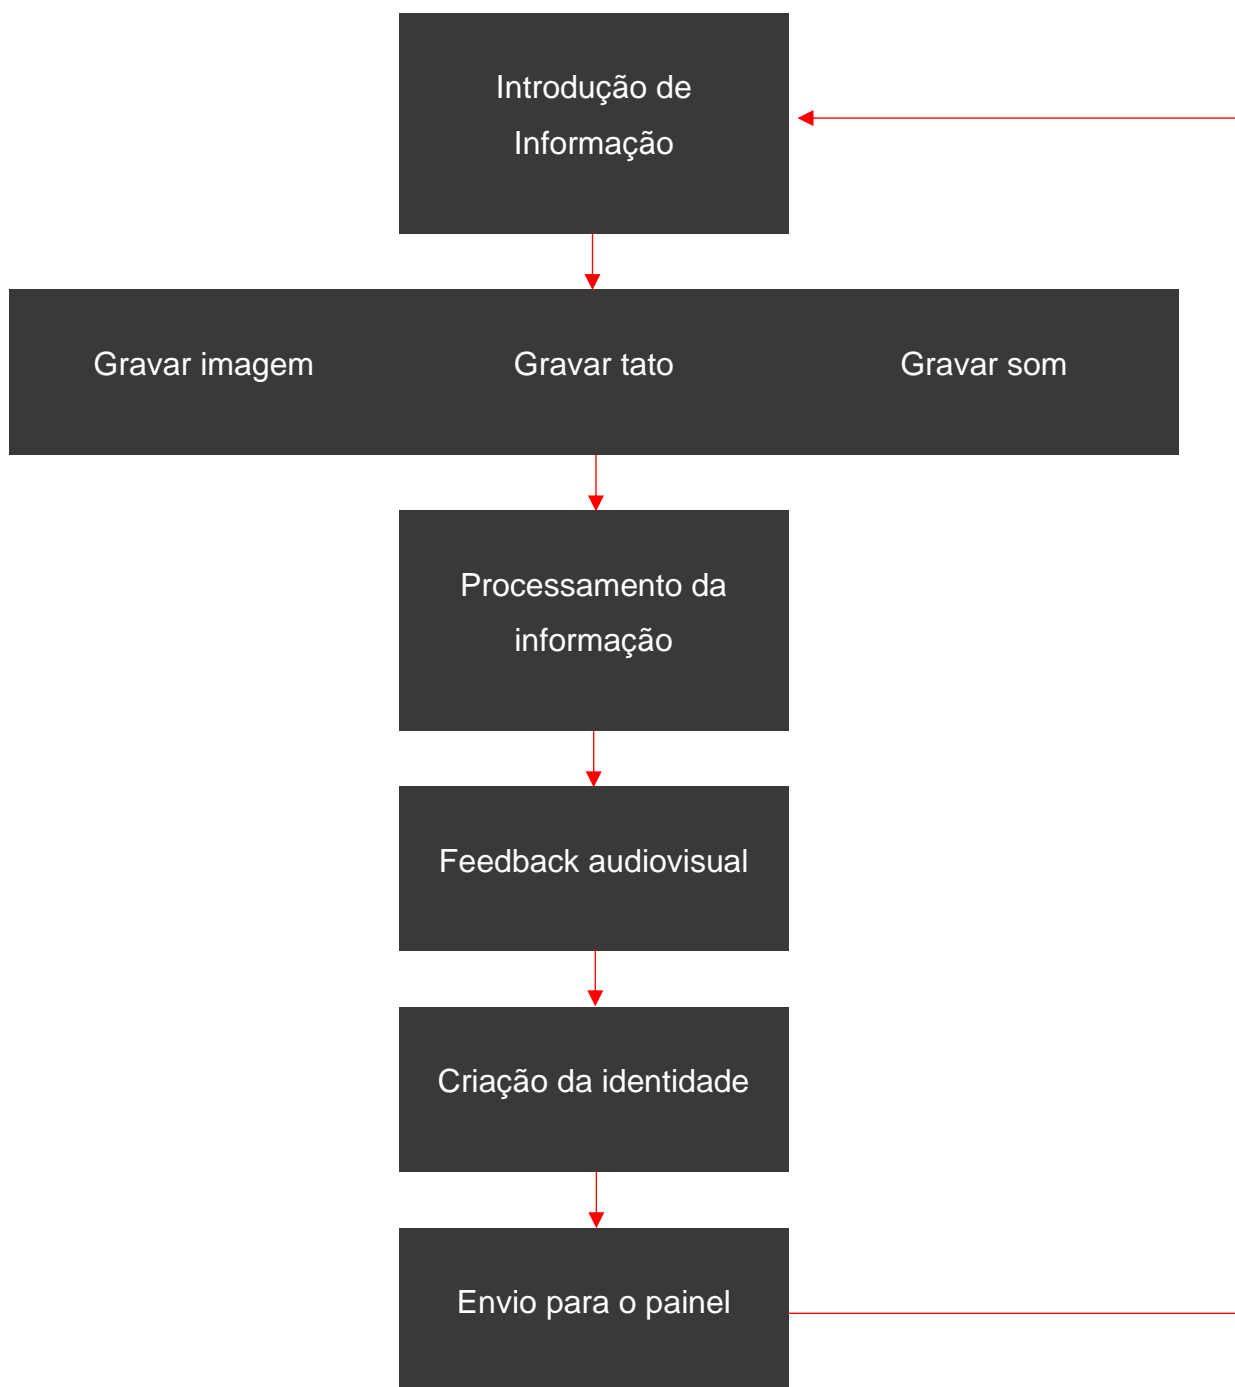 Introdução de
Informação
Gravar imagem
Gravar tato
Gravar som
Processamento da
informação
Feedback audiovisual
Criação da identidade
Envio para o painel